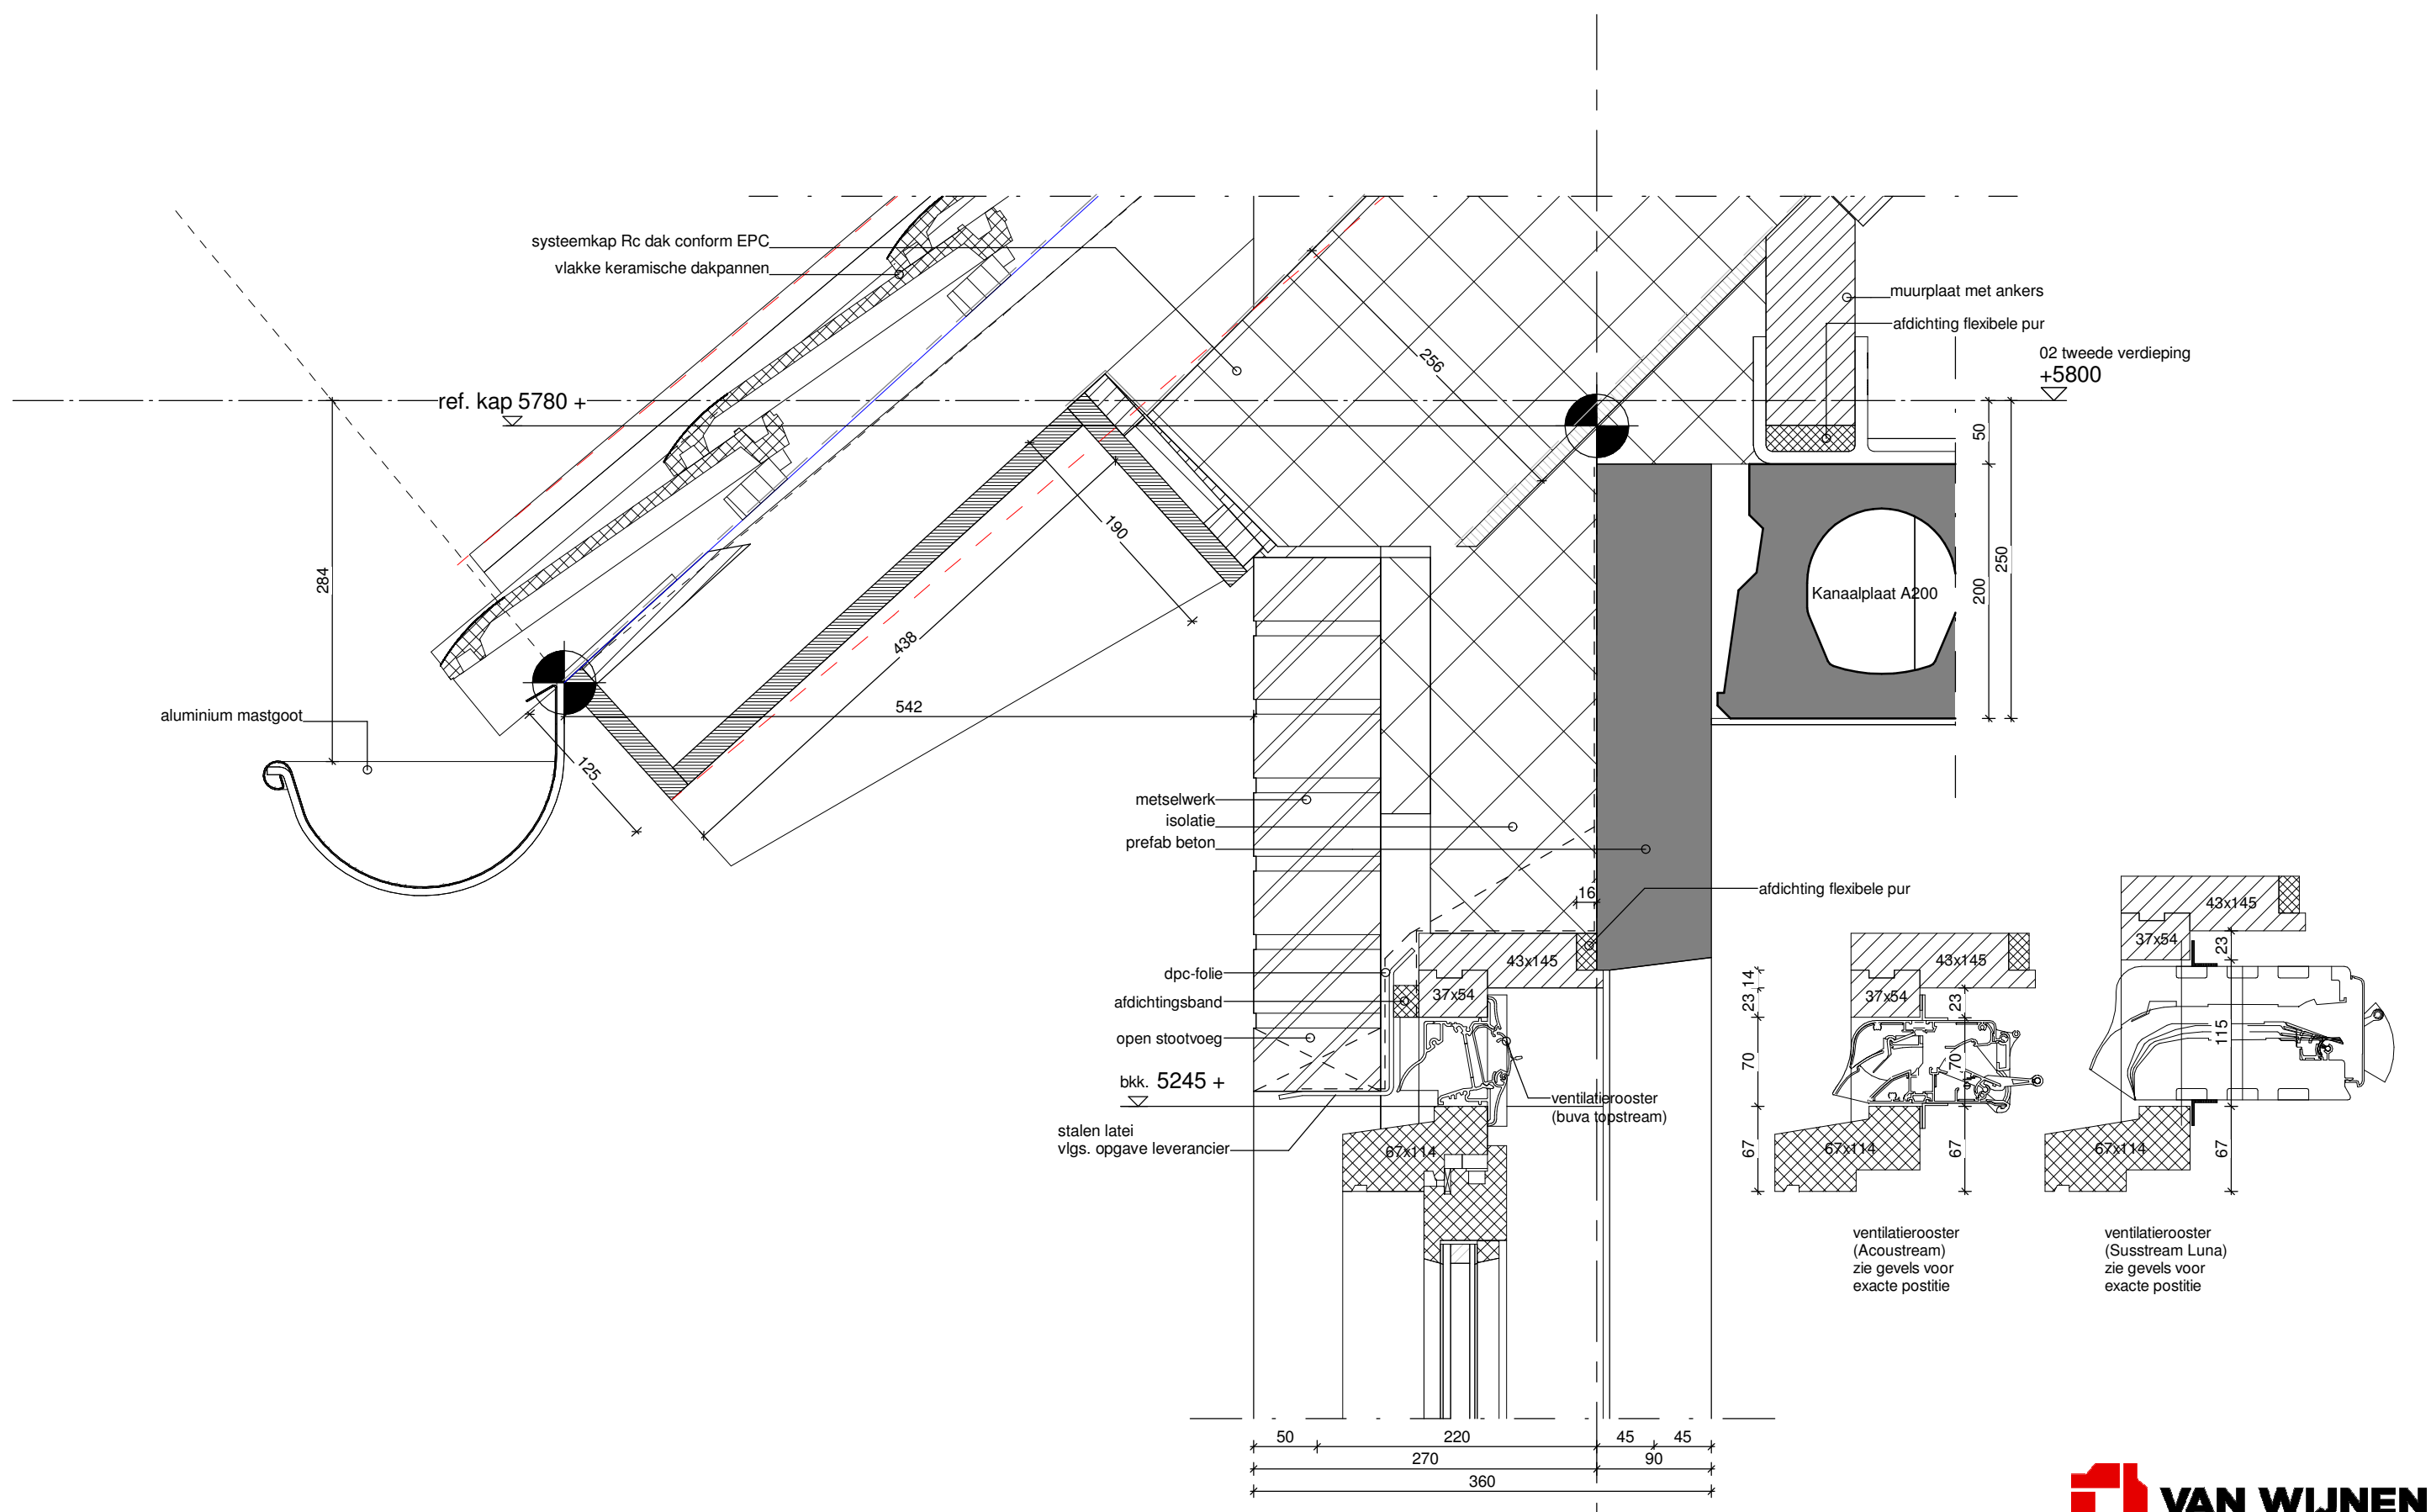 systeemkap Rc dak conform EPC
vlakke keramische dakpannen
muurplaat met ankers
afdichting flexibele pur
02 tweede verdieping
+5800
256
ref. kap 5780 +
50
190
284
250
200
Kanaalplaat A200
438
542
aluminium mastgoot
125
metselwerk
isolatie
prefab beton
16
afdichting flexibele pur
43x145
37x54
23
43x145
dpc-folie
43x145
14
afdichtingsband
37x54
23
37x54
23
open stootvoeg
115
70
70
bkk. 5245 +
ventilatierooster
(buva topstream)
stalen latei
vlgs. opgave leverancier
67x114
67
67x114
67
67x114
67
ventilatierooster
(Acoustream)
zie gevels voor
exacte postitie
ventilatierooster
(Susstream Luna)
zie gevels voor
exacte postitie
50
220
45
45
270
90
360
VAN WIJNEN